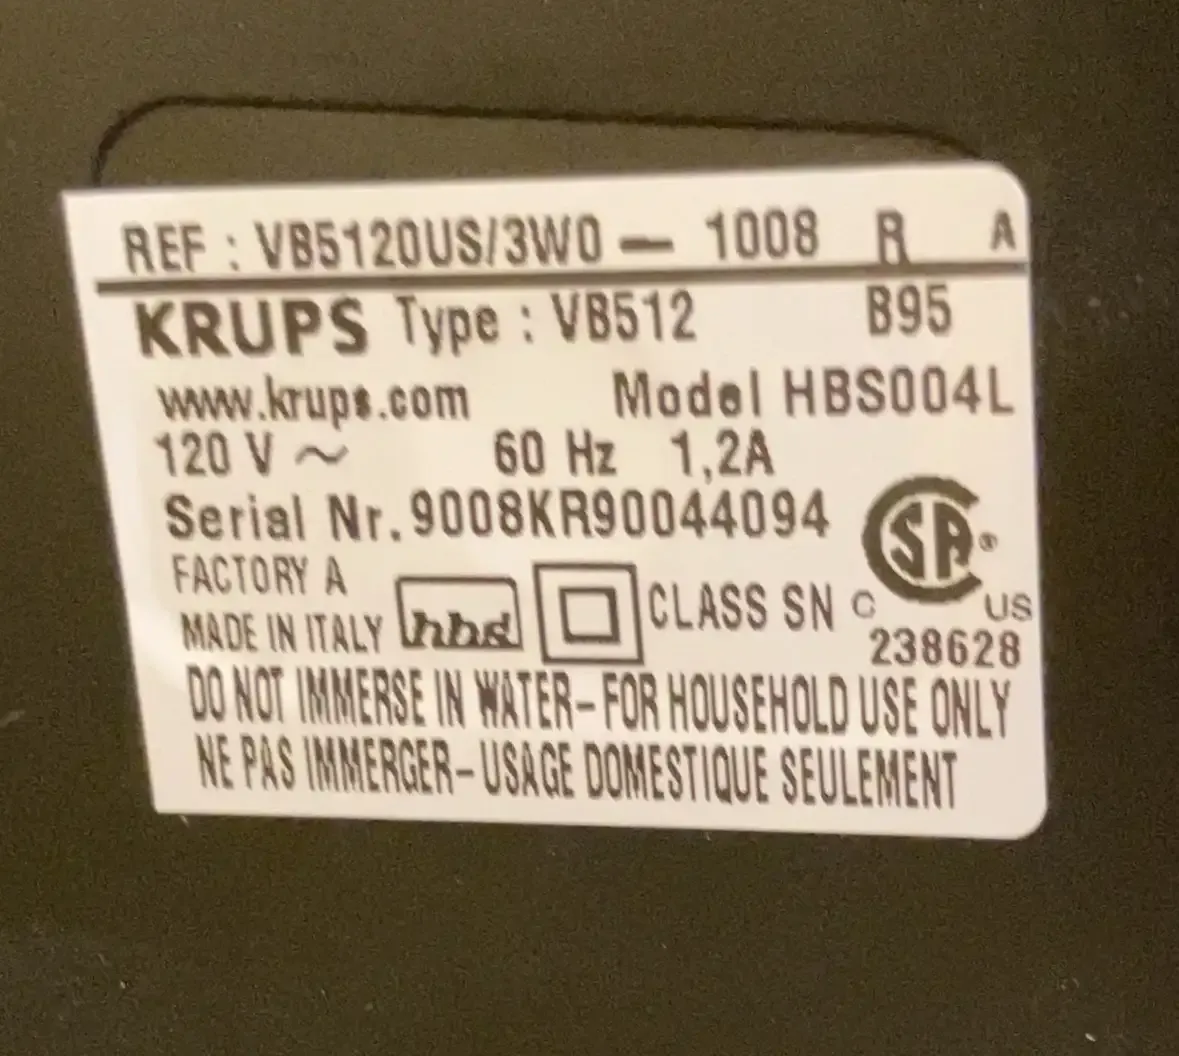 REF : VB5120US/3W0 — 1008 R A
KRUPS Type : VB512 B95
www.krups.com Model HBS004L
120 V ~ 60 Hz 1,2A
Serial Nr. 9008KR90044094
FACTORY A
MADE IN ITALY hhd CLASS SN
SA® C US
238628
DO NOT IMMERSE IN WATER – FOR HOUSEHOLD USE ONLY
NE PAS IMMERGER – USAGE DOMESTIQUE SEULEMENT